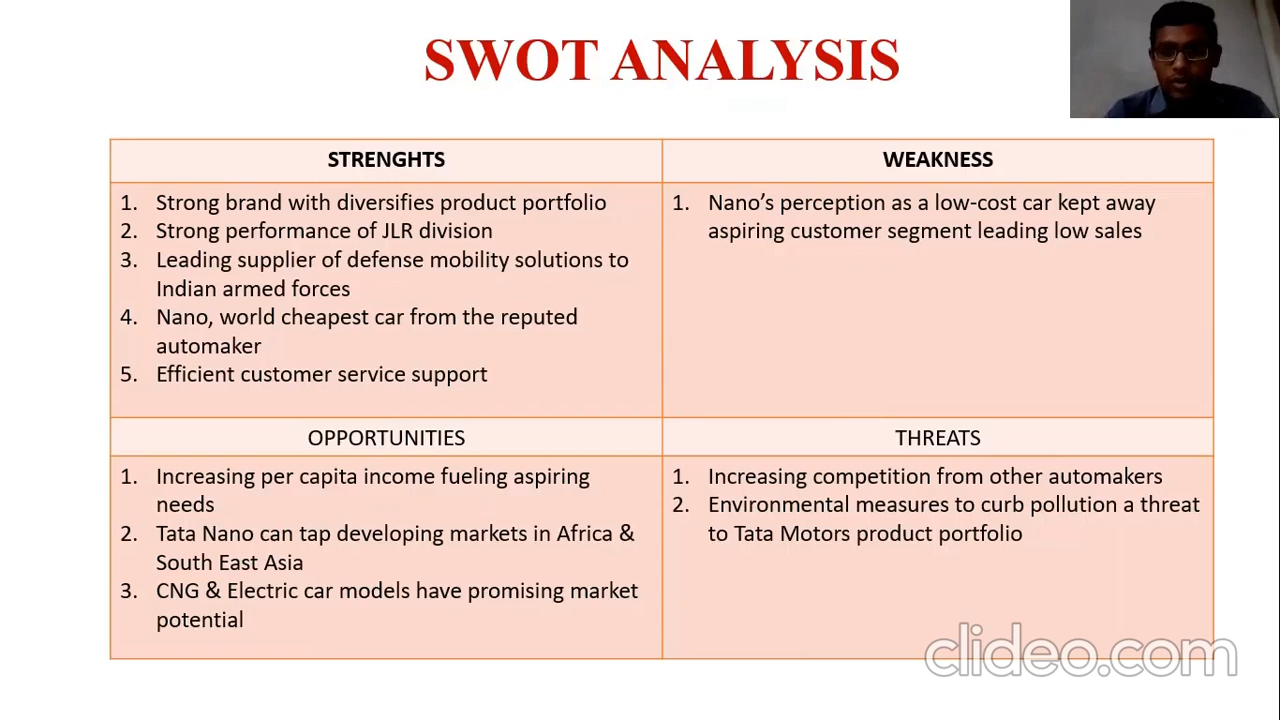 SWOT ANALYSIS
STRENGHTS
1. Strong brand with diversifies product portfolio
2. Strong performance of JLR division
3. Leading supplier of defense mobility solutions to
Indian armed forces
4. Nano, world cheapest car from the reputed
automaker
5. Efficient customer service support
WEAKNESS
1. Nano’s perception as a low-cost car kept away
aspiring customer segment leading low sales
OPPORTUNITIES
1. Increasing per capita income fueling aspiring
needs
2. Tata Nano can tap developing markets in Africa &
South East Asia
3. CNG & Electric car models have promising market
potential
THREATS
1. Increasing competition from other automakers
2. Environmental measures to curb pollution a threat
to Tata Motors product portfolio
clideo.com